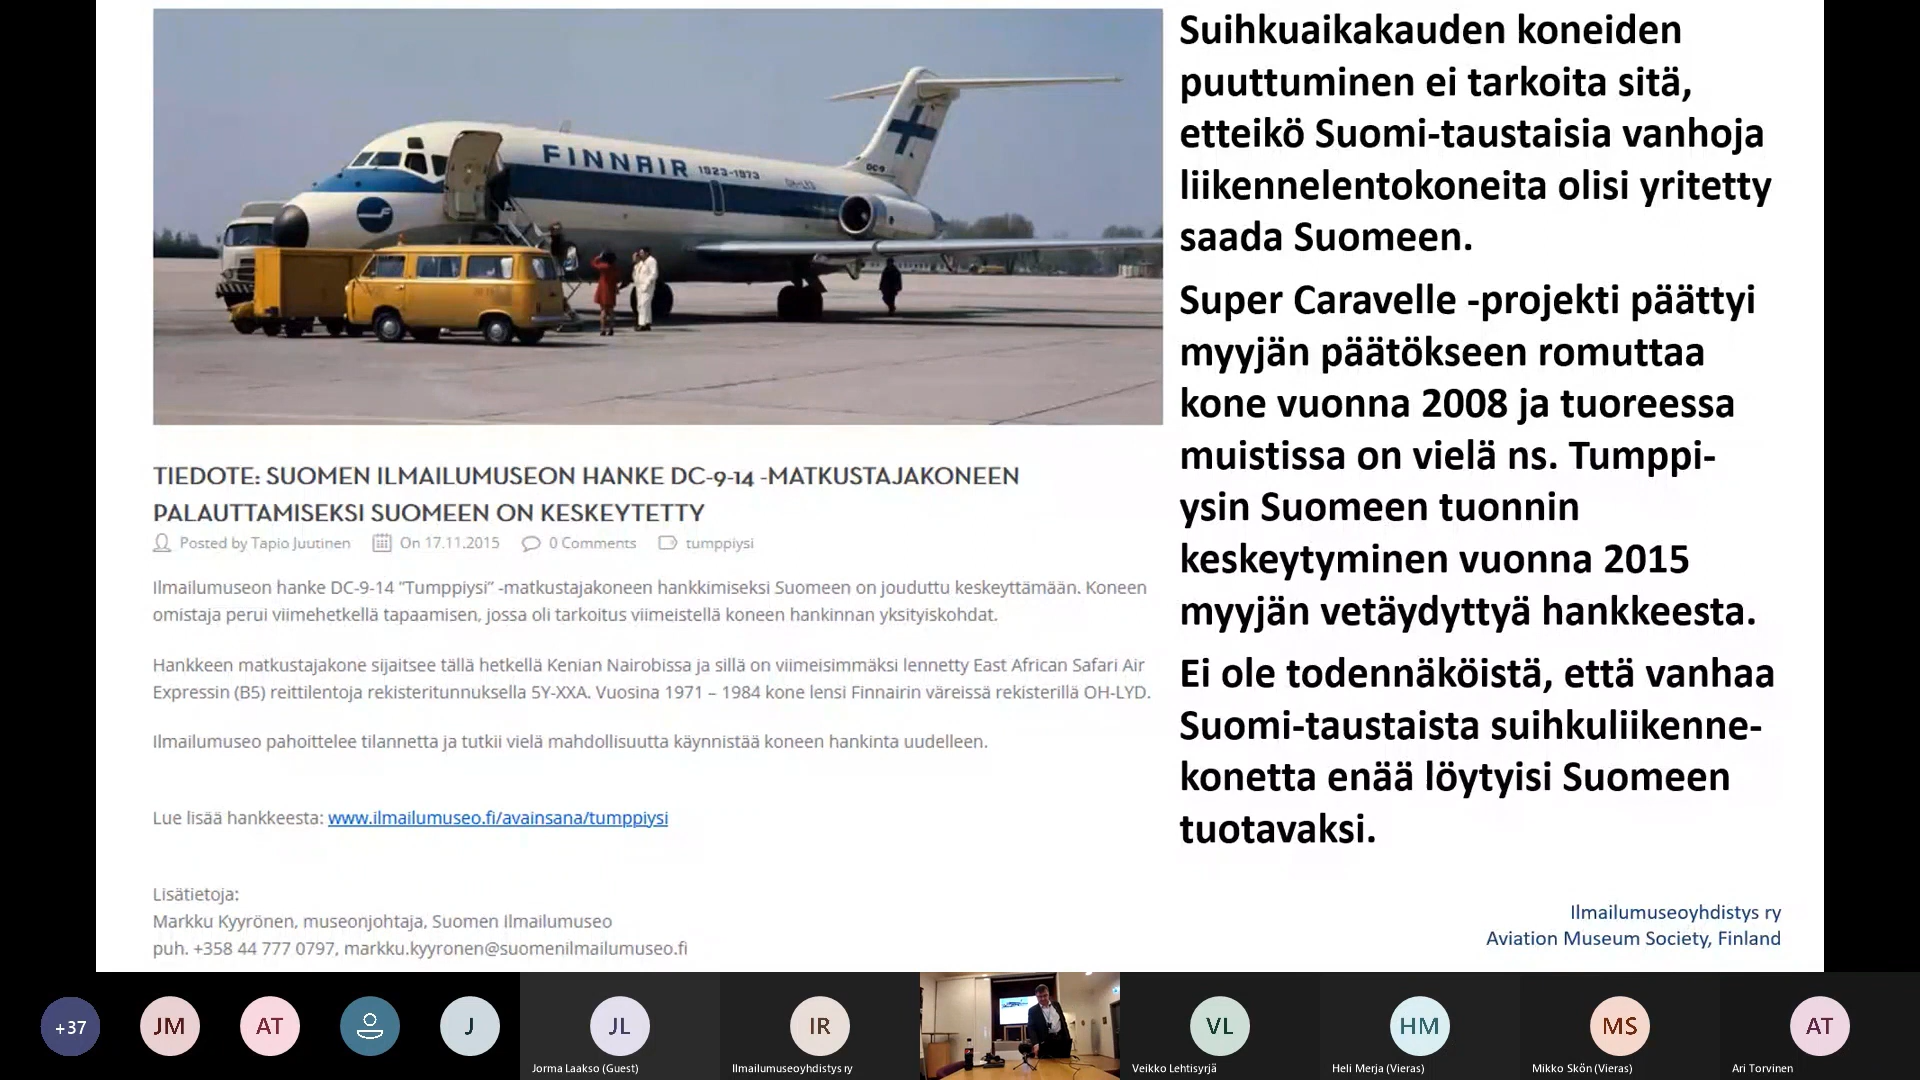 FINNAIR 1923-1973
OH-LYD
DC-9
Suihkuaikakauden koneiden
puuttuminen ei tarkoita sitä,
etteikö Suomi-taustaisia vanhoja
liikennelentokoneita olisi yritetty
saada Suomeen.
Super Caravelle -projekti päättyi
myyjän päätökseen romuttaa
kone vuonna 2008 ja tuoreessa
muistissa on vielä ns. Tumppi-
ysin Suomeen tuonnin
keskeytyminen vuonna 2015
myyjän vetäydyttyä hankkeesta.
Ei ole todennäköistä, että vanhaa
Suomi-taustaista suihkuliikenne-
konetta enää löytyisi Suomeen
tuotavaksi.
TIEDOTE: SUOMEN ILMAILUMUSEON HANKE DC-9-14 -MATKUSTAJAKONEEN
PALAUTTAMISEKSI SUOMEEN ON KESKEYTETTY
Posted by Tapio Juutinen On 17.11.2015 0 Comments tumppiysi
Ilmailumuseon hanke DC-9-14 "Tumppiysi" -matkustajakoneen hankkimiseksi Suomeen on jouduttu keskeyttämään. Koneen
omistaja perui viimehetkellä tapaamisen, jossa oli tarkoitus viimeistellä koneen hankinnan yksityiskohdat.
Hankkeen matkustajakone sijaitsee tällä hetkellä Kenian Nairobissa ja sillä on viimeisimmäksi lennetty East African Safari Air
Expressin (B5) reittilentoja rekisteritunnuksella 5Y-XXA. Vuosina 1971 – 1984 kone lensi Finnairin väreissä rekisterillä OH-LYD.
Ilmailumuseo pahoittelee tilannetta ja tutkii vielä mahdollisuutta käynnistää koneen hankinta uudelleen.
Lue lisää hankkeesta: www.ilmailumuseo.fi/avainsana/tumppiysi
Lisätietoja:
Markku Kyyrönen, museonjohtaja, Suomen Ilmailumuseo
puh. +358 44 777 0797, markku.kyyronen@suomenilmailumuseo.fi
Ilmailumuseoyhdistys ry
Aviation Museum Society, Finland
+37 JM AT J JL IR VL HM MS AT
Jorma Laakso (Guest) Ilmailumuseoyhdistys ry Veikko Lehtisyrjä Heli Merja (Vieras) Mikko Skön (Vieras) Ari Torvinen